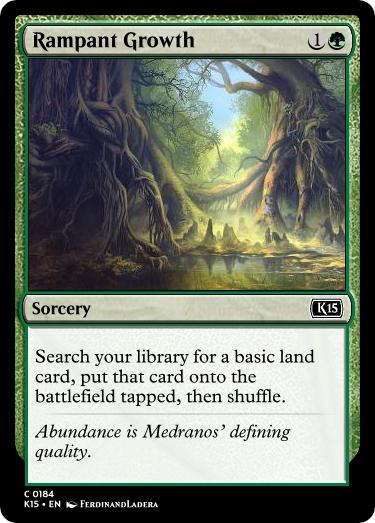 Rampant Growth 1
Sorcery K15
Search your library for a basic land
card, put that card onto the
battlefield tapped, then shuffle.
Abundance is Medranos' defining
quality.
C 0184
K15 • EN FerdinandLadera